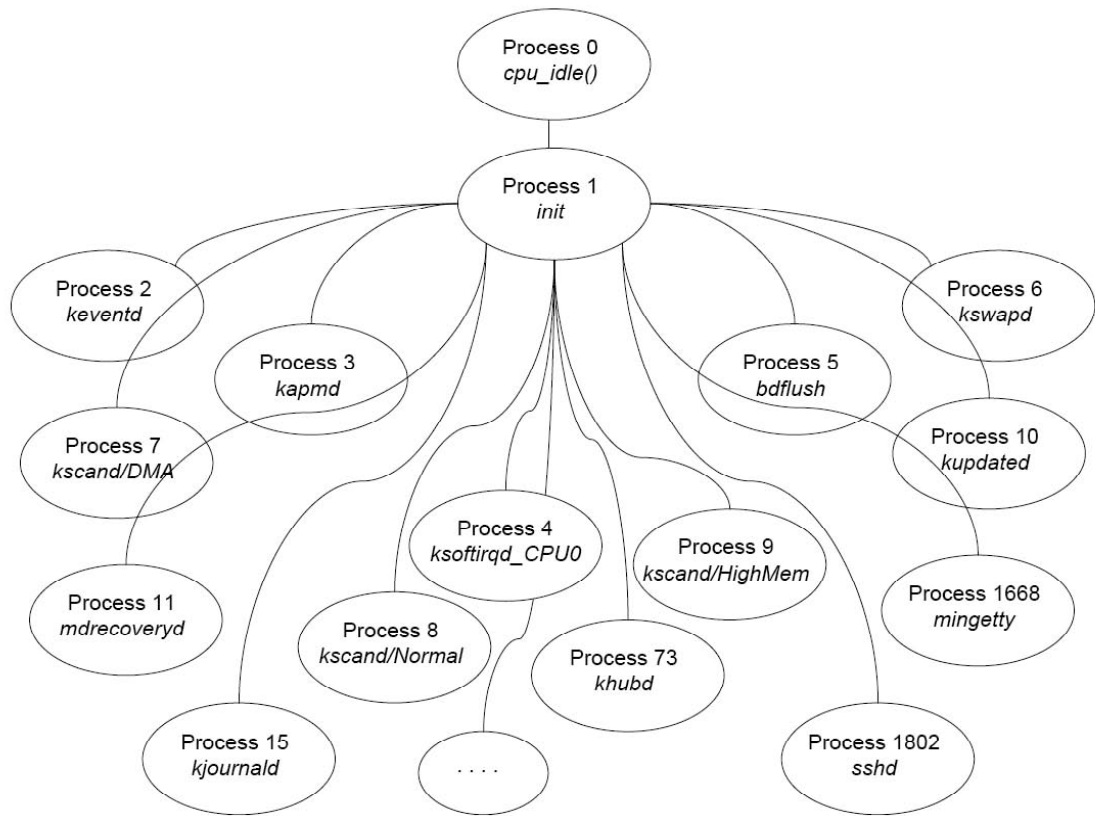 Process 0
cpu_idle()
Process 1
init
Process 2
keventd
Process 6
kswapd
Process 3
kapmd
Process 5
bdflush
Process 7
kscand/DMA
Process 10
kupdated
Process 4
ksoftirqd_CPU0
Process 9
kscand/HighMem
Process 11
mdrecoveryd
Process 1668
mingetty
Process 8
kscand/Normal
Process 73
khubd
Process 15
kjournald
. . . .
Process 1802
sshd